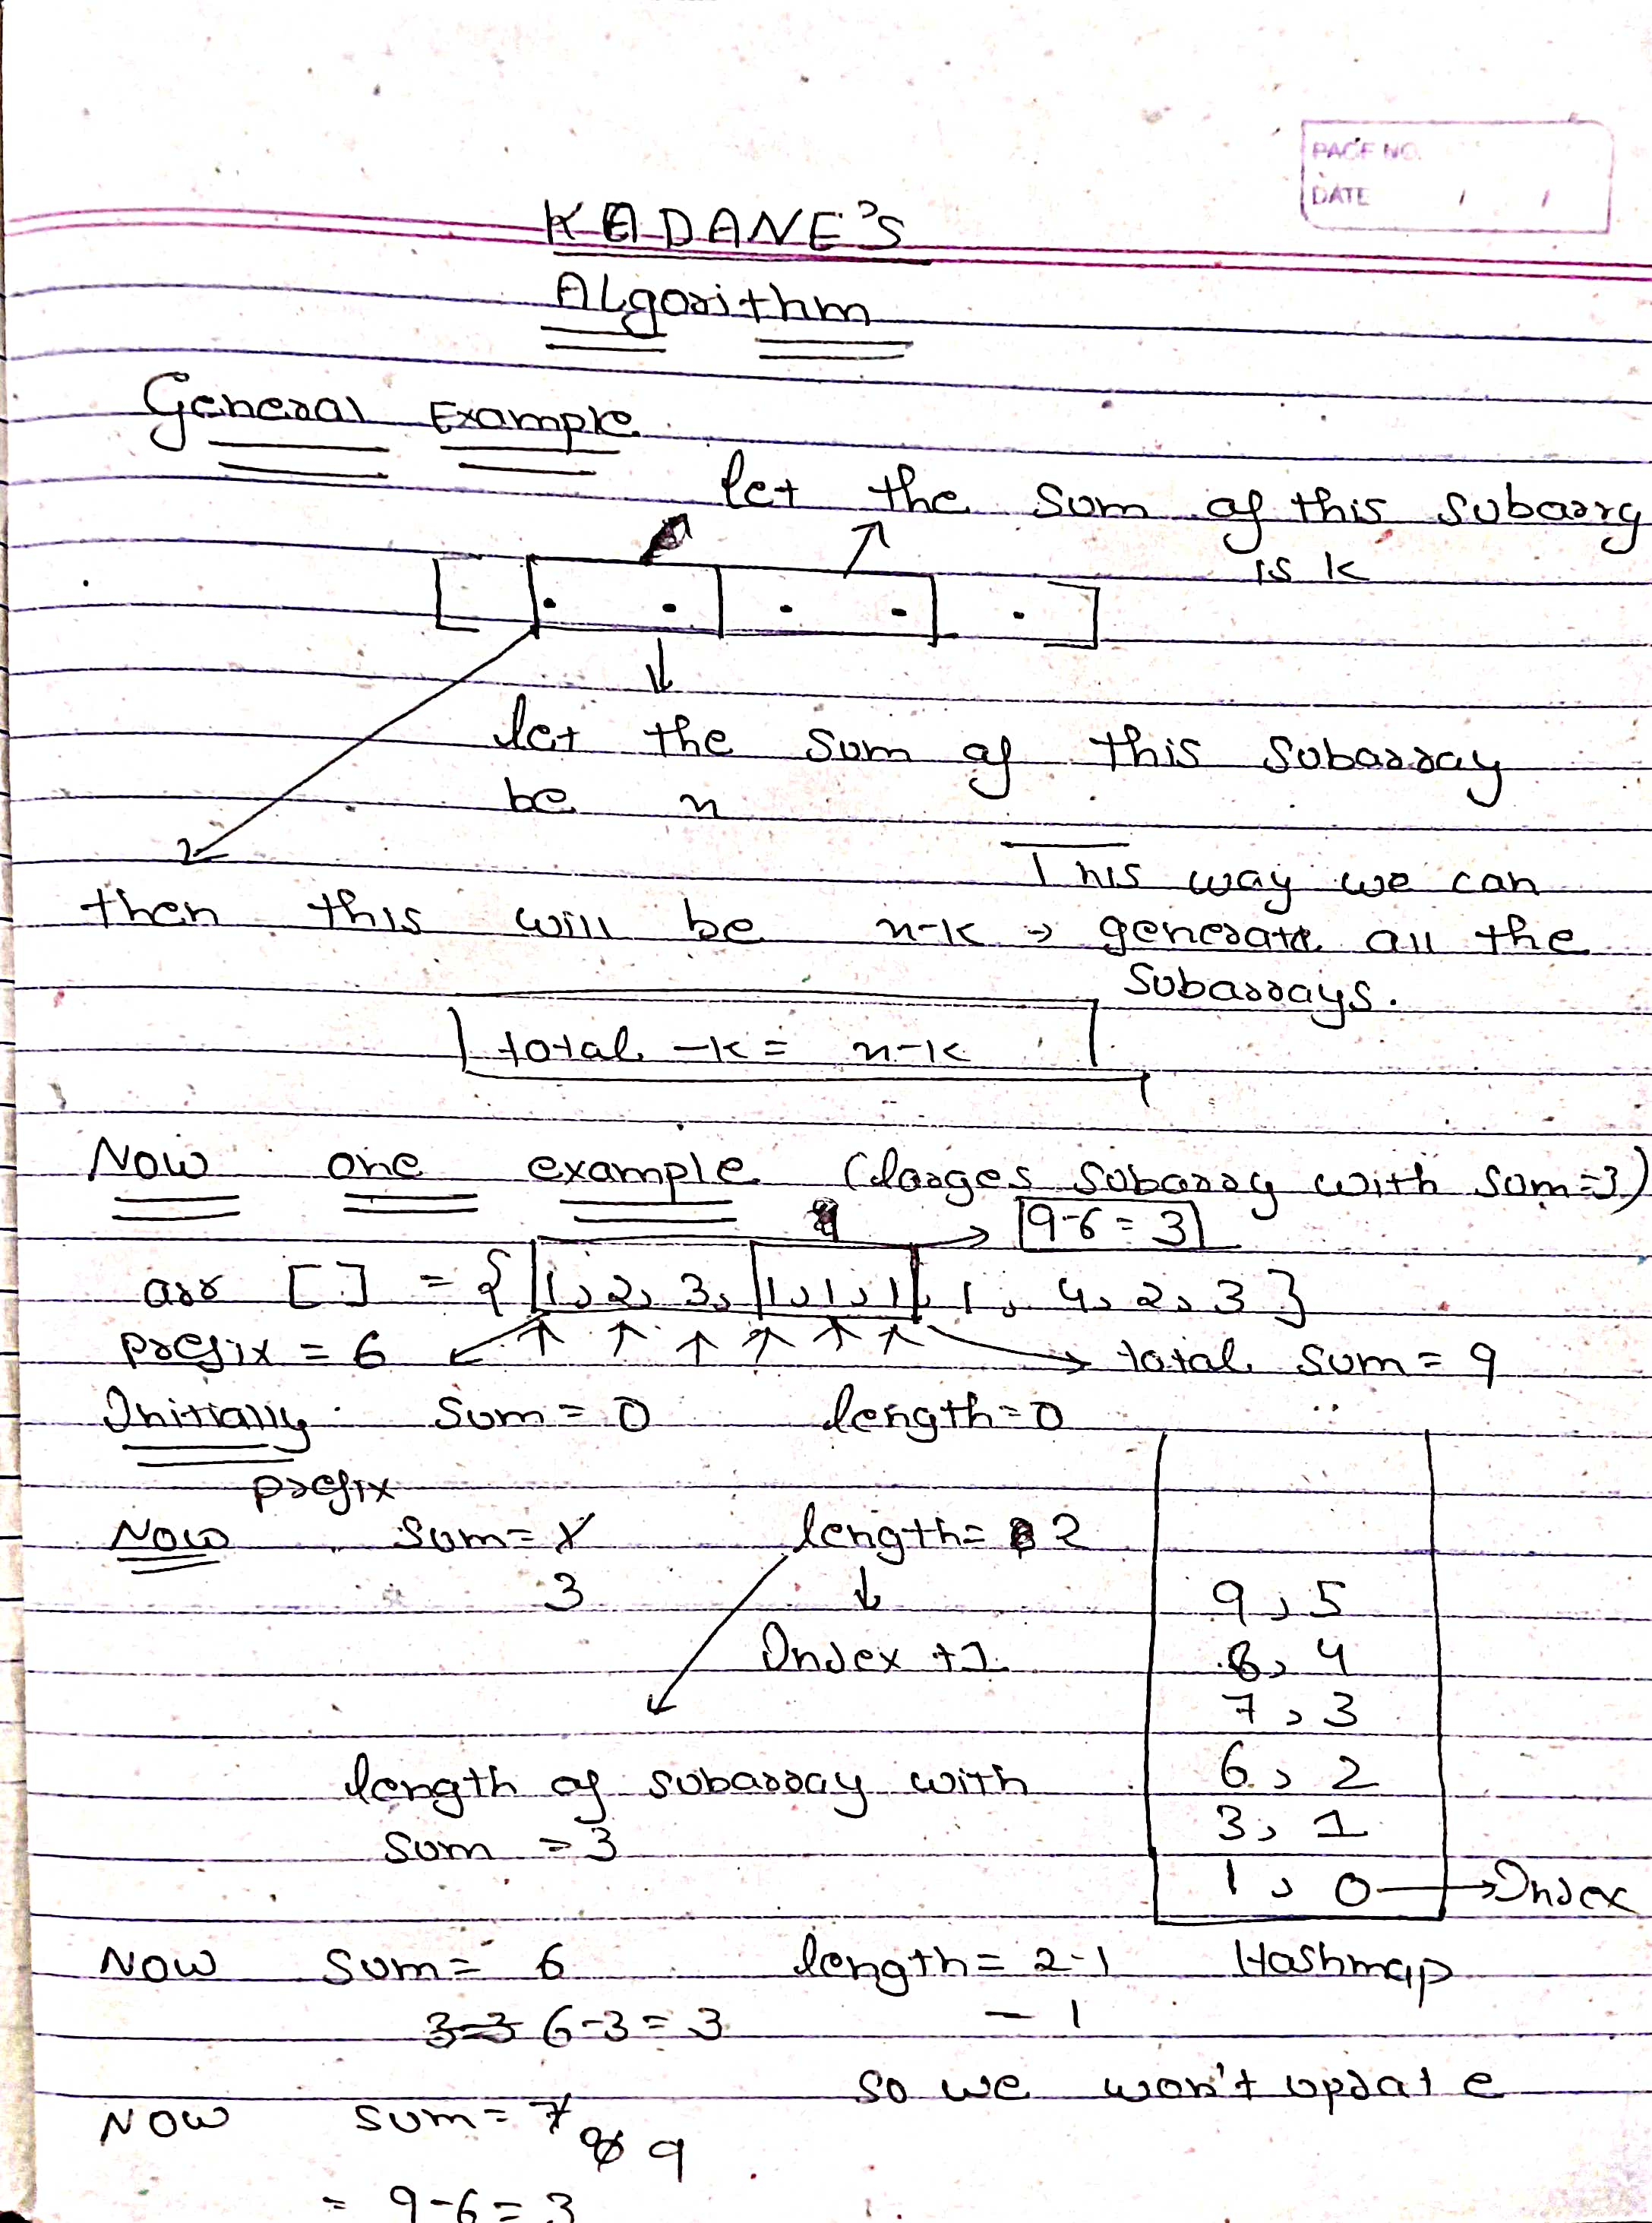 PAGE NO.
DATE / /
KADANE'S
ALgorithm
General Example
let the sum of this subarry
is k
let the sum of this subarray
be n
This way we can
then this will be n-k → generate all the
subarrays.
total -k = n-k
Now one example (larges subarray with sum=3)
9-6=3
arr [] = {1, 2, 3, 1, 1, 1, 1, 4, 2, 3}
prefix = 6 total sum = 9
Initially sum = 0 length = 0
prefix
Now sum = 1 length = 2
3 ↓ 9, 5
Index +1 8, 4
7, 3
length of subarray with 6, 2
sum = 3 3, 1
1, 0 → Index
Now sum = 6 length = 2-1 Hashmap
3-3 6-3 = 3 = 1
so we won't update
Now sum = 7
8 9
= 9-6 = 3